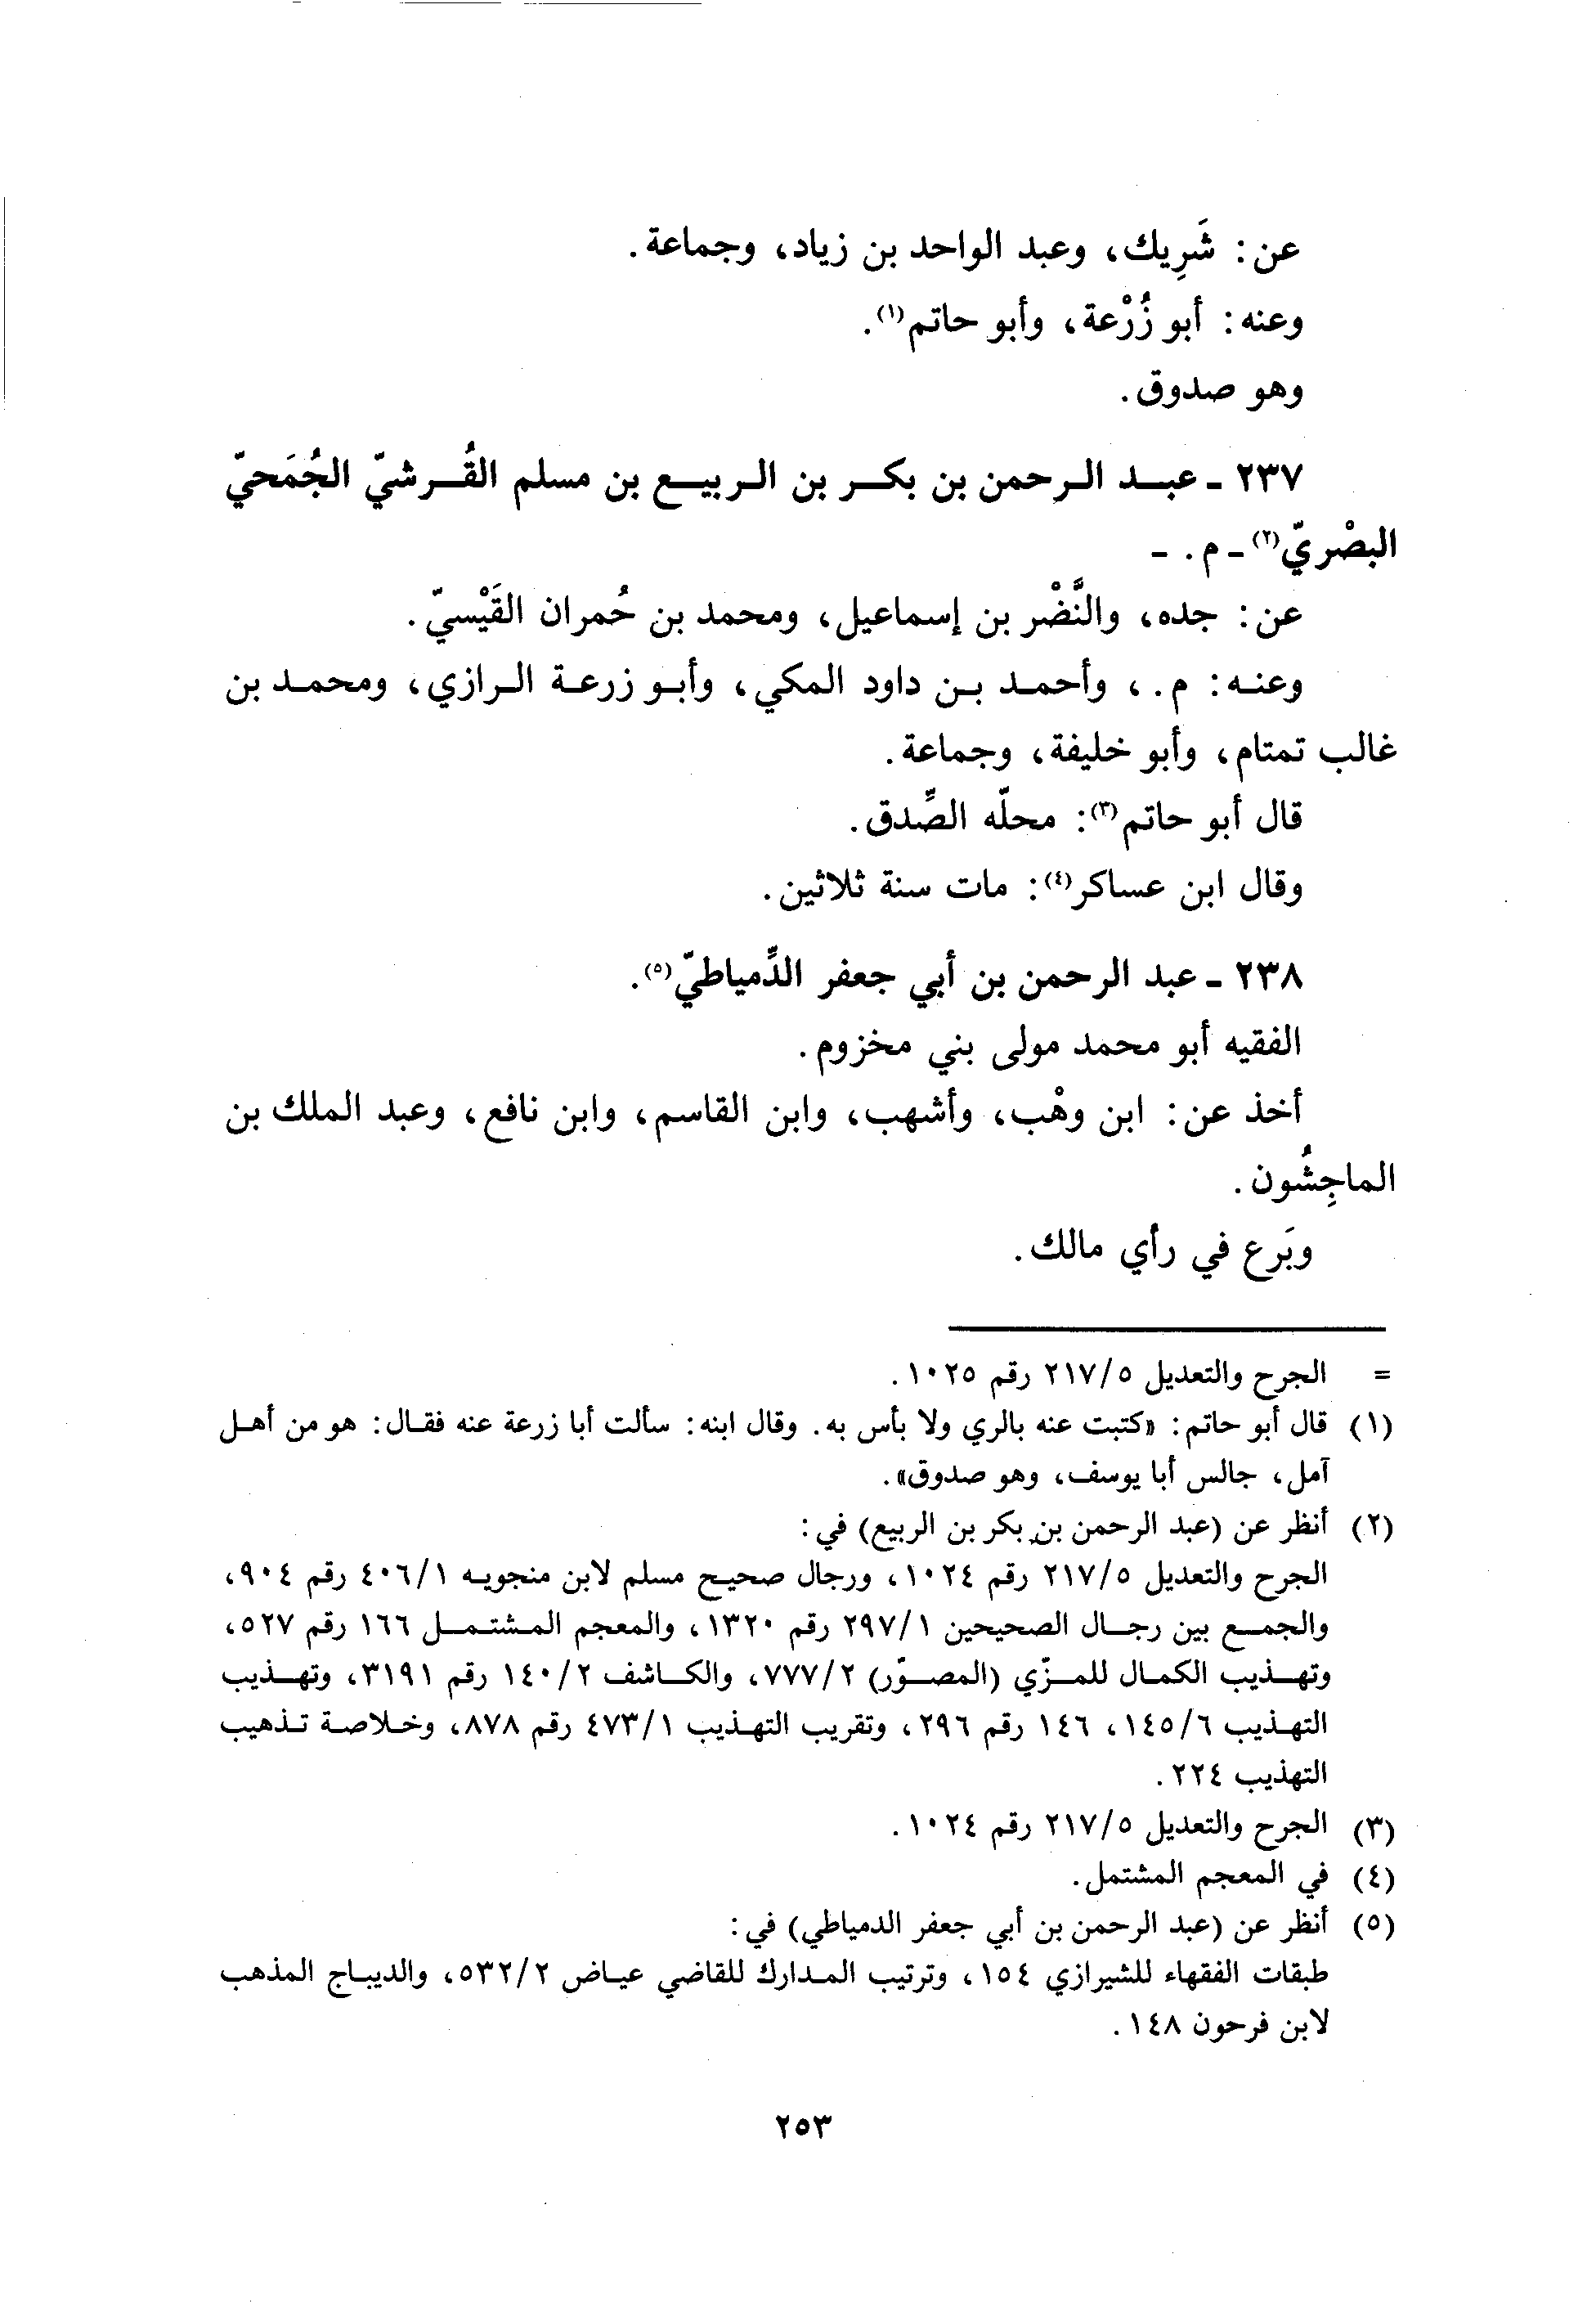 عن: شَرِيك، وعبد الواحد بن زياد، وجماعة.
وعنه: أبو زُرْعة، وأبو حاتم(١).
وهو صدوق.
٢٣٧ - عبد الرحمن بن بكر بن الربيع بن مسلم القُرشيّ الجُمَحيّ
البصْريّ(٢) - م. -
عن: جده، والنَّضْر بن إسماعيل، ومحمد بن حُمران القَيْسيّ.
وعنه: م.، وأحمد بن داود المكي، وأبو زرعة الرازي، ومحمد بن
غالب تمتام، وأبو خليفة، وجماعة.
قال أبو حاتم(٣): محلّه الصِّدق.
وقال ابن عساكر(٤): مات سنة ثلاثين.
٢٣٨ - عبد الرحمن بن أبي جعفر الدِّمياطيّ(٥).
الفقيه أبو محمد مولى بني مخزوم.
أخذ عن: ابن وهْب، وأشهب، وابن القاسم، وابن نافع، وعبد الملك بن
الماجِشُون.
وبَرع في رأي مالك.
= الجرح والتعديل ٢١٧/٥ رقم ١٠٢٥.
(١) قال أبو حاتم: «كتبت عنه بالري ولا بأس به. وقال ابنه: سألت أبا زرعة عنه فقال: هو من أهل
آمل، جالس أبا يوسف، وهو صدوق».
(٢) أنظر عن (عبد الرحمن بن بكر بن الربيع) في:
الجرح والتعديل ٢١٧/٥ رقم ١٠٢٤، ورجال صحيح مسلم لابن منجويه ٤٠٦/١ رقم ٩٠٤،
والجمع بين رجال الصحيحين ٢٩٧/١ رقم ١٣٢٠، والمعجم المشتمل ١٦٦ رقم ٥٢٧،
وتهذيب الكمال للمزّي (المصوّر) ٧٧٧/٢، والكاشف ١٤٠/٢ رقم ٣١٩١، وتهذيب
التهذيب ١٤٥/٦، ١٤٦ رقم ٢٩٦، وتقريب التهذيب ٤٧٣/١ رقم ٨٧٨، وخلاصة تذهيب
التهذيب ٢٢٤.
(٣) الجرح والتعديل ٢١٧/٥ رقم ١٠٢٤.
(٤) في المعجم المشتمل.
(٥) أنظر عن (عبد الرحمن بن أبي جعفر الدمياطي) في:
طبقات الفقهاء للشيرازي ١٥٤، وترتيب المدارك للقاضي عياض ٥٣٢/٢، والديباج المذهب
لابن فرحون ١٤٨.
٢٥٣